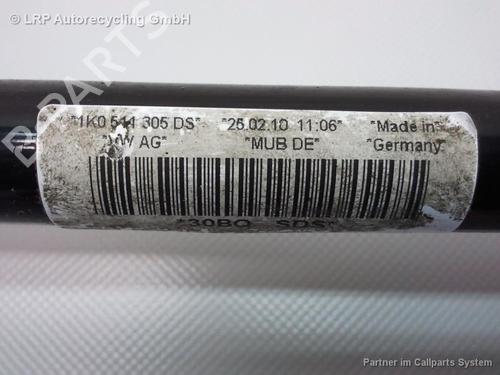 © LRP Autorecycling GmbH
B-PARTS
"1K0 511 305 DS" "25.02.10 11:06" "Made in"
"VW AG" "MUB DE" "Germany"
"30BQ SDS"
Partner im Callparts System